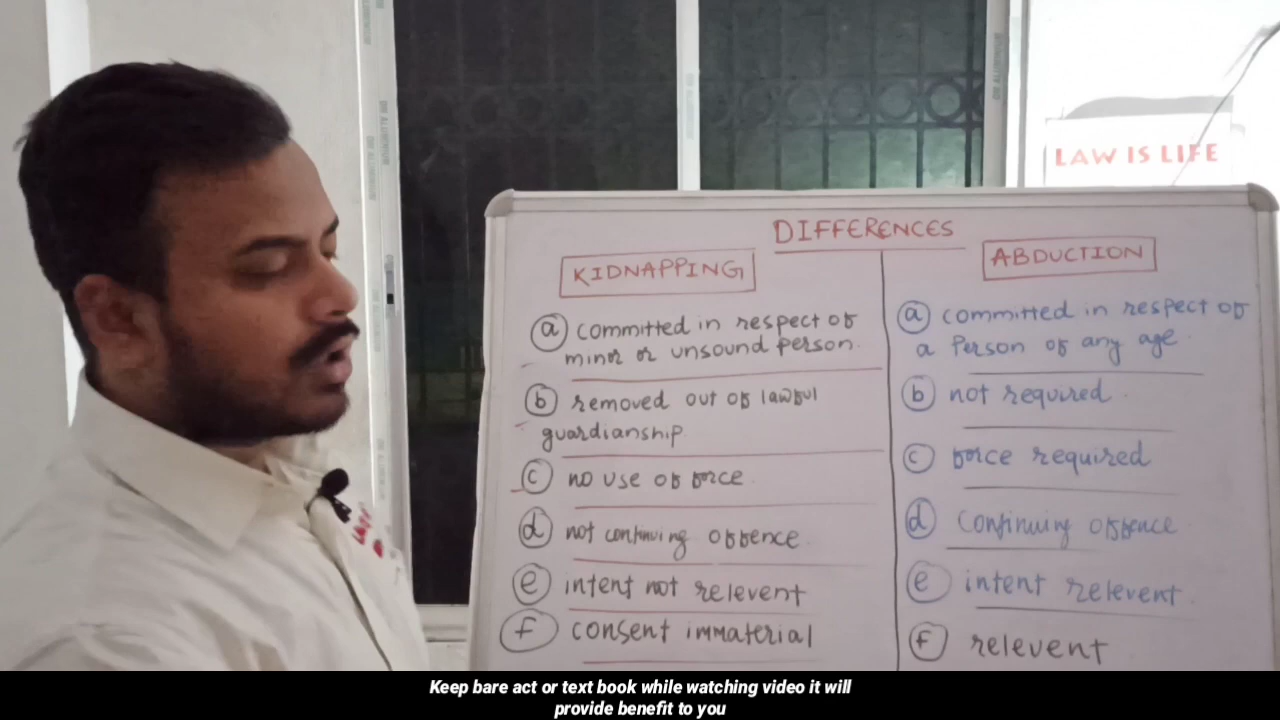 LAW IS LIFE
DIFFERENCES
KIDNAPPING
a committed in respect of
minor or unsound person.
b removed out of lawful
guardianship
c no use of force
d not continuing offence
e intent not relevent
f consent immaterial
ABDUCTION
a committed in respect of
a Person of any age.
b not required
c force required
d Continuing offence
e intent relevent
f relevent
Keep bare act or text book while watching video it will
provide benefit to you